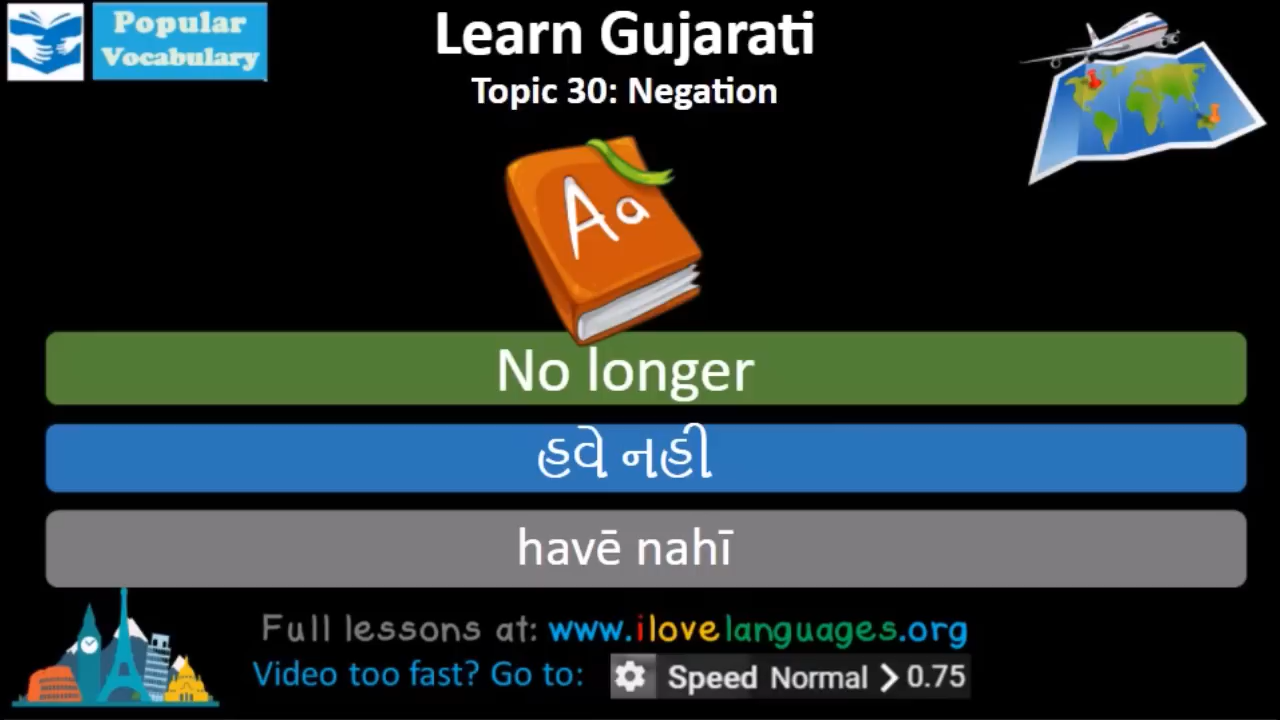 Popular
Vocabulary
Learn Gujarati
Topic 30: Negation
Aa
No longer
હવે નહી
havē nahī
Full lessons at: www.ilovelanguages.org
Video too fast? Go to: Speed Normal > 0.75